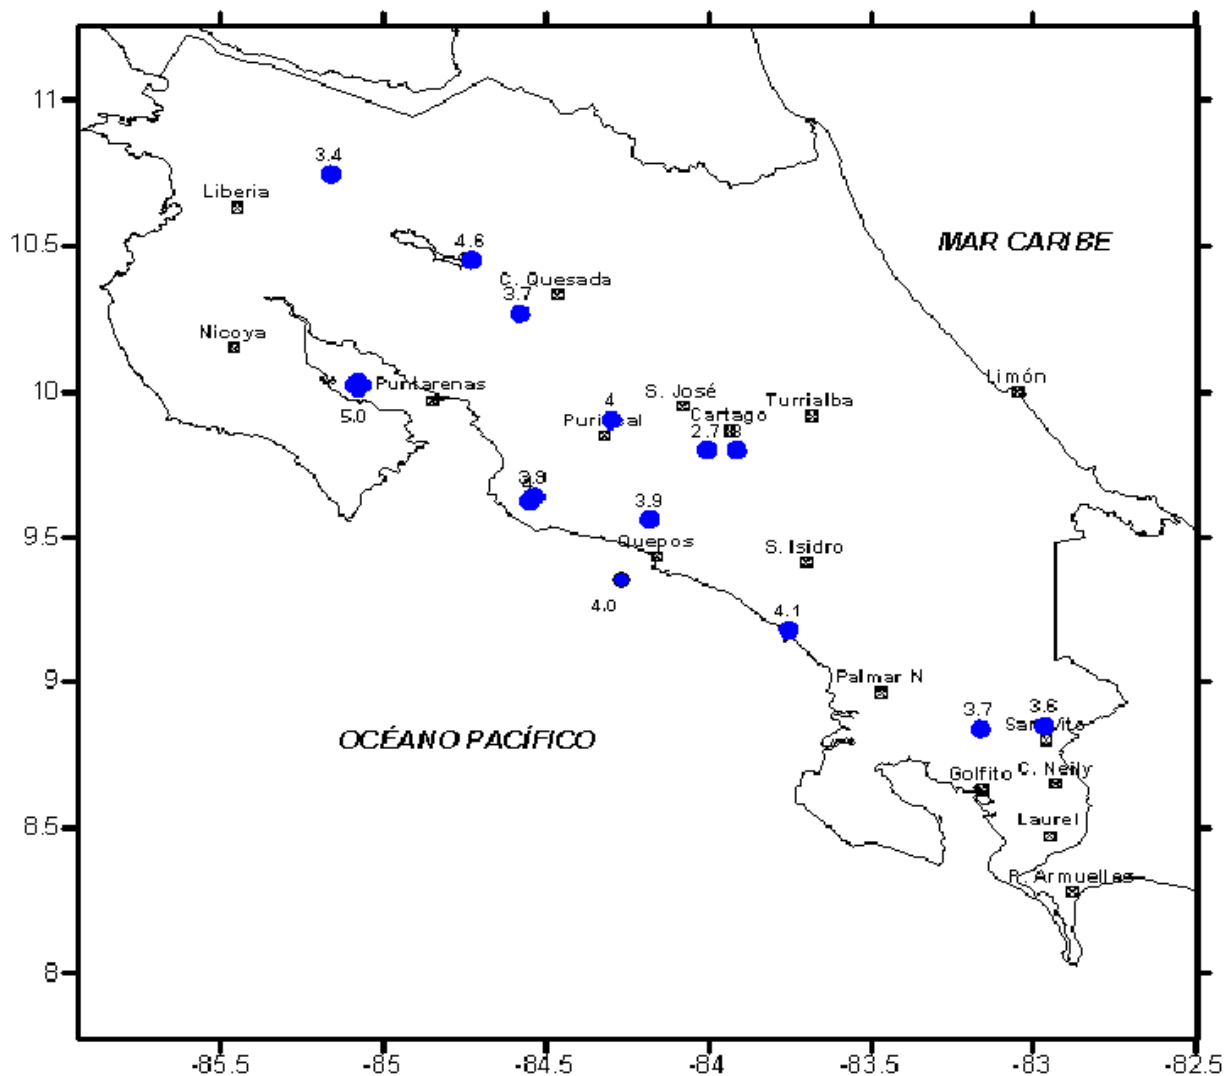 11
3.4
Liberia
10.5
4.6
MAR CARIBE
C. Quesada
3.7
Nicoya
10
Puntarenas
5.0
S. José
4
Turrialba
Limón
Cartago
2.7
3.9
3.9
9.5
Quepos
S. Isidro
4.0
4.1
9
Palmar N
3.7
3.6
San Vito
OCÉANO PACÍFICO
Golfito
C. Neily
8.5
Laurel
P. Armuelles
8
-85.5
-85
-84.5
-84
-83.5
-83
-82.5